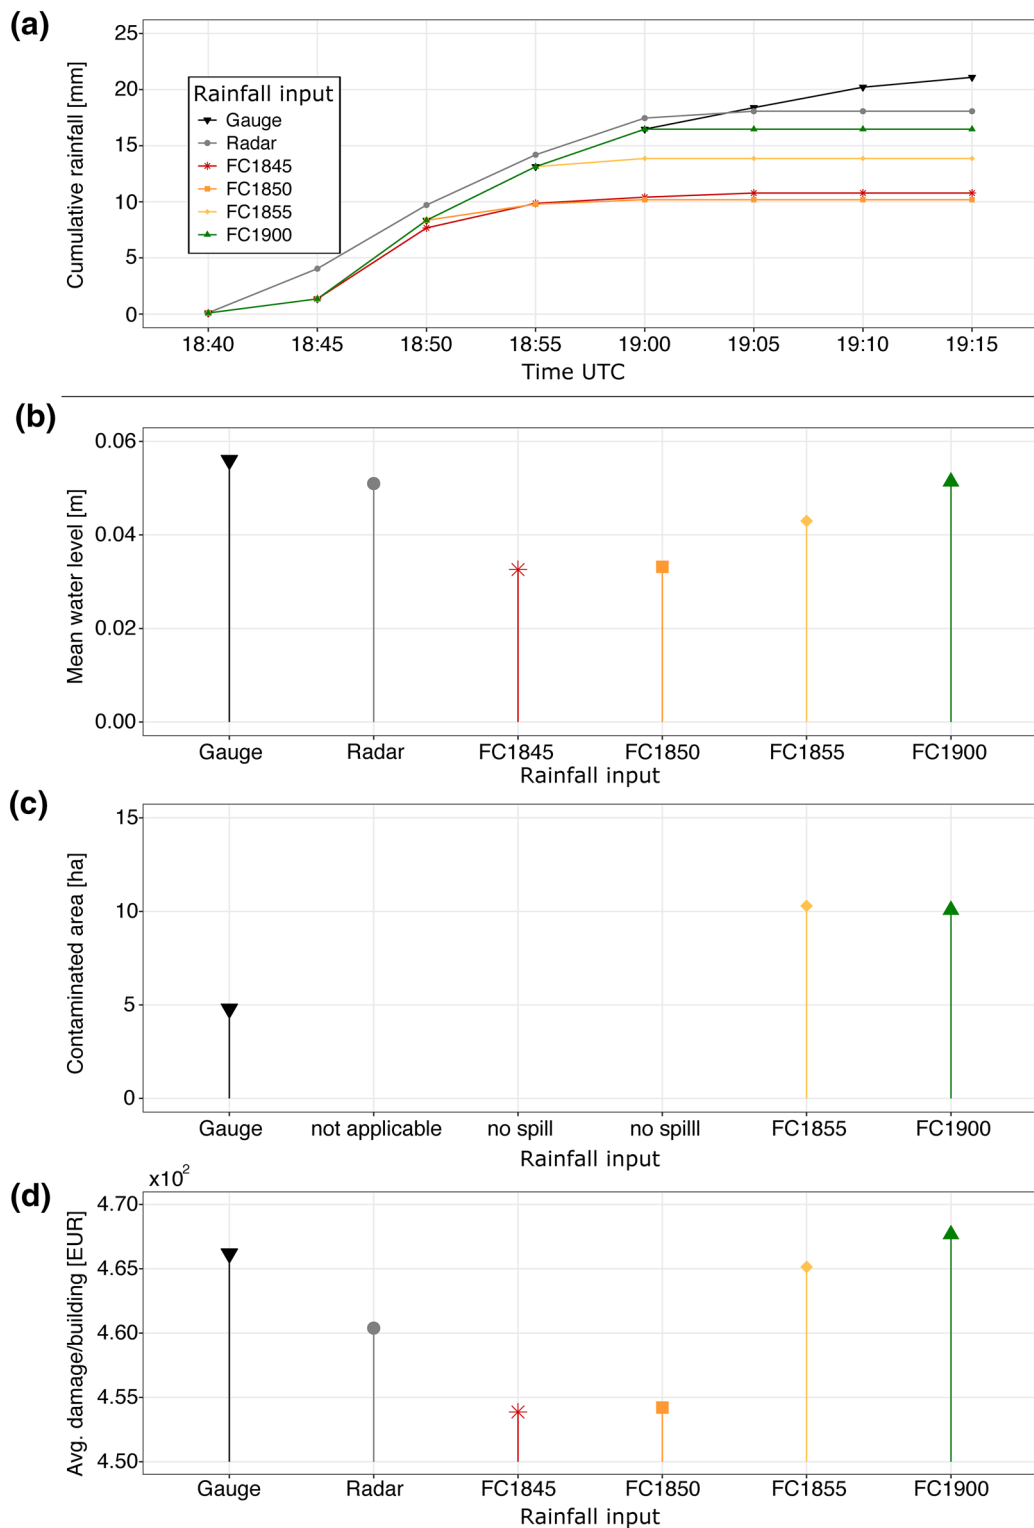 (a)
Cumulative rainfall [mm]
25
20
15
10
5
0
Rainfall input
Gauge
Radar
FC1845
FC1850
FC1855
FC1900
18:40 18:45 18:50 18:55 19:00 19:05 19:10 19:15
Time UTC
(b)
Mean water level [m]
0.06
0.04
0.02
0.00
Gauge Radar FC1845 FC1850 FC1855 FC1900
Rainfall input
(c)
Contaminated area [ha]
15
10
5
0
Gauge not applicable no spill no spilll FC1855 FC1900
Rainfall input
(d)
x10²
Avg. damage/building [EUR]
4.70
4.65
4.60
4.55
4.50
Gauge Radar FC1845 FC1850 FC1855 FC1900
Rainfall input